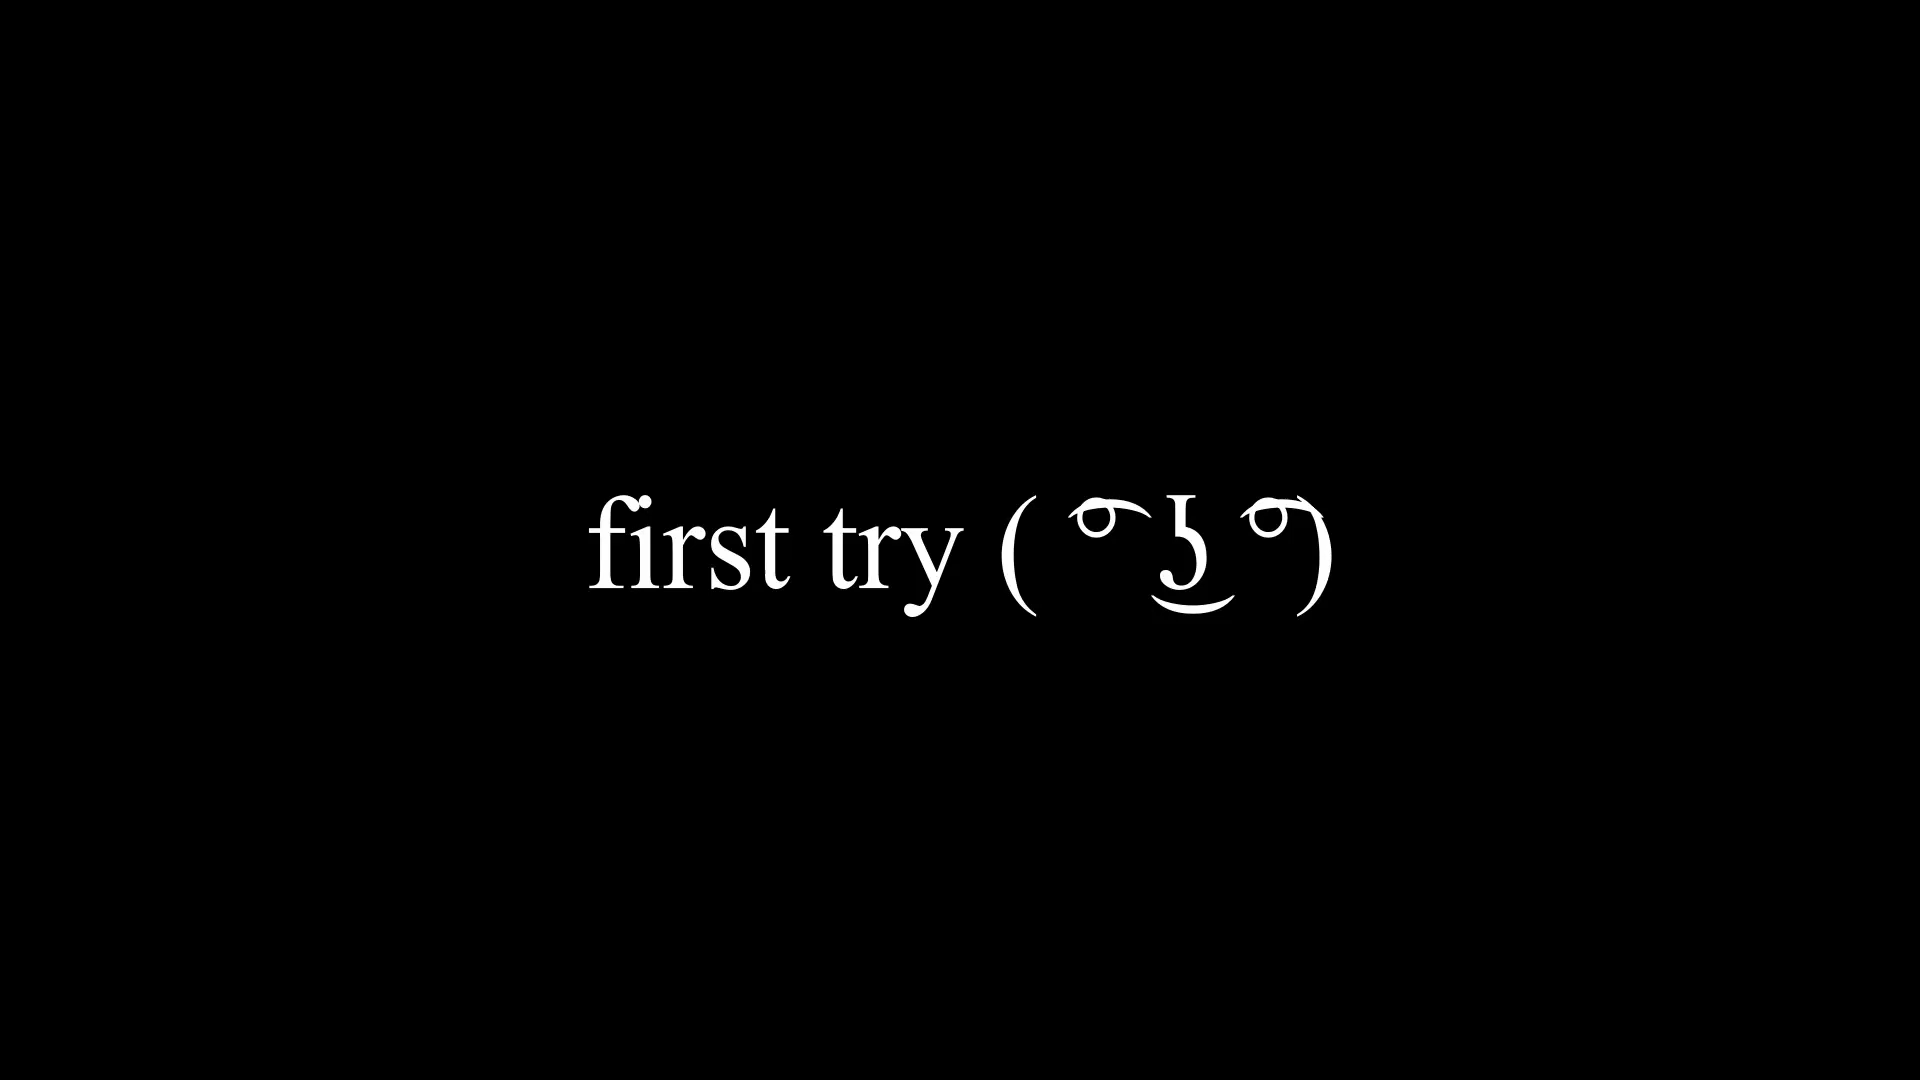 first try ( ͡° ͜ʖ ͡°)